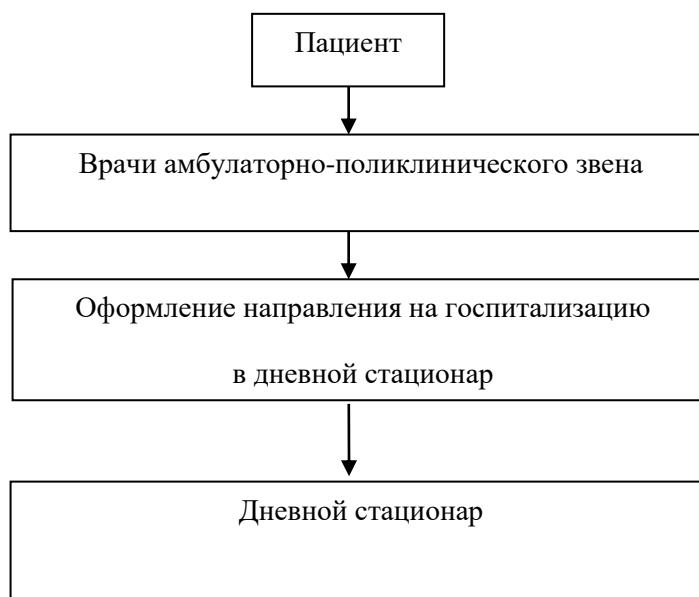 Пациент
Врачи амбулаторно-поликлинического звена
Оформление направления на госпитализацию
в дневной стационар
Дневной стационар